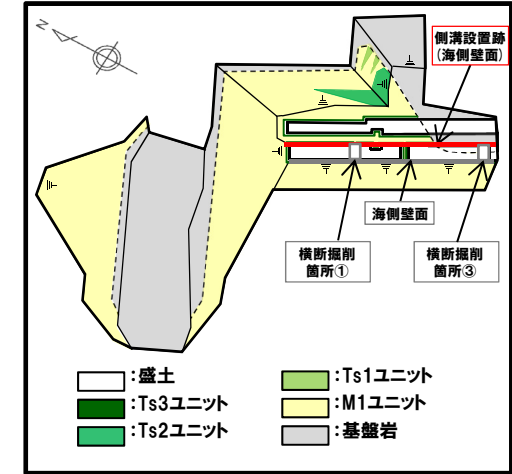 N
側溝設置跡
(海側壁面)
海側壁面
横断掘削
箇所①
横断掘削
箇所③
:盛土
:Ts3ユニット
:Ts2ユニット
:Ts1ユニット
:M1ユニット
:基盤岩